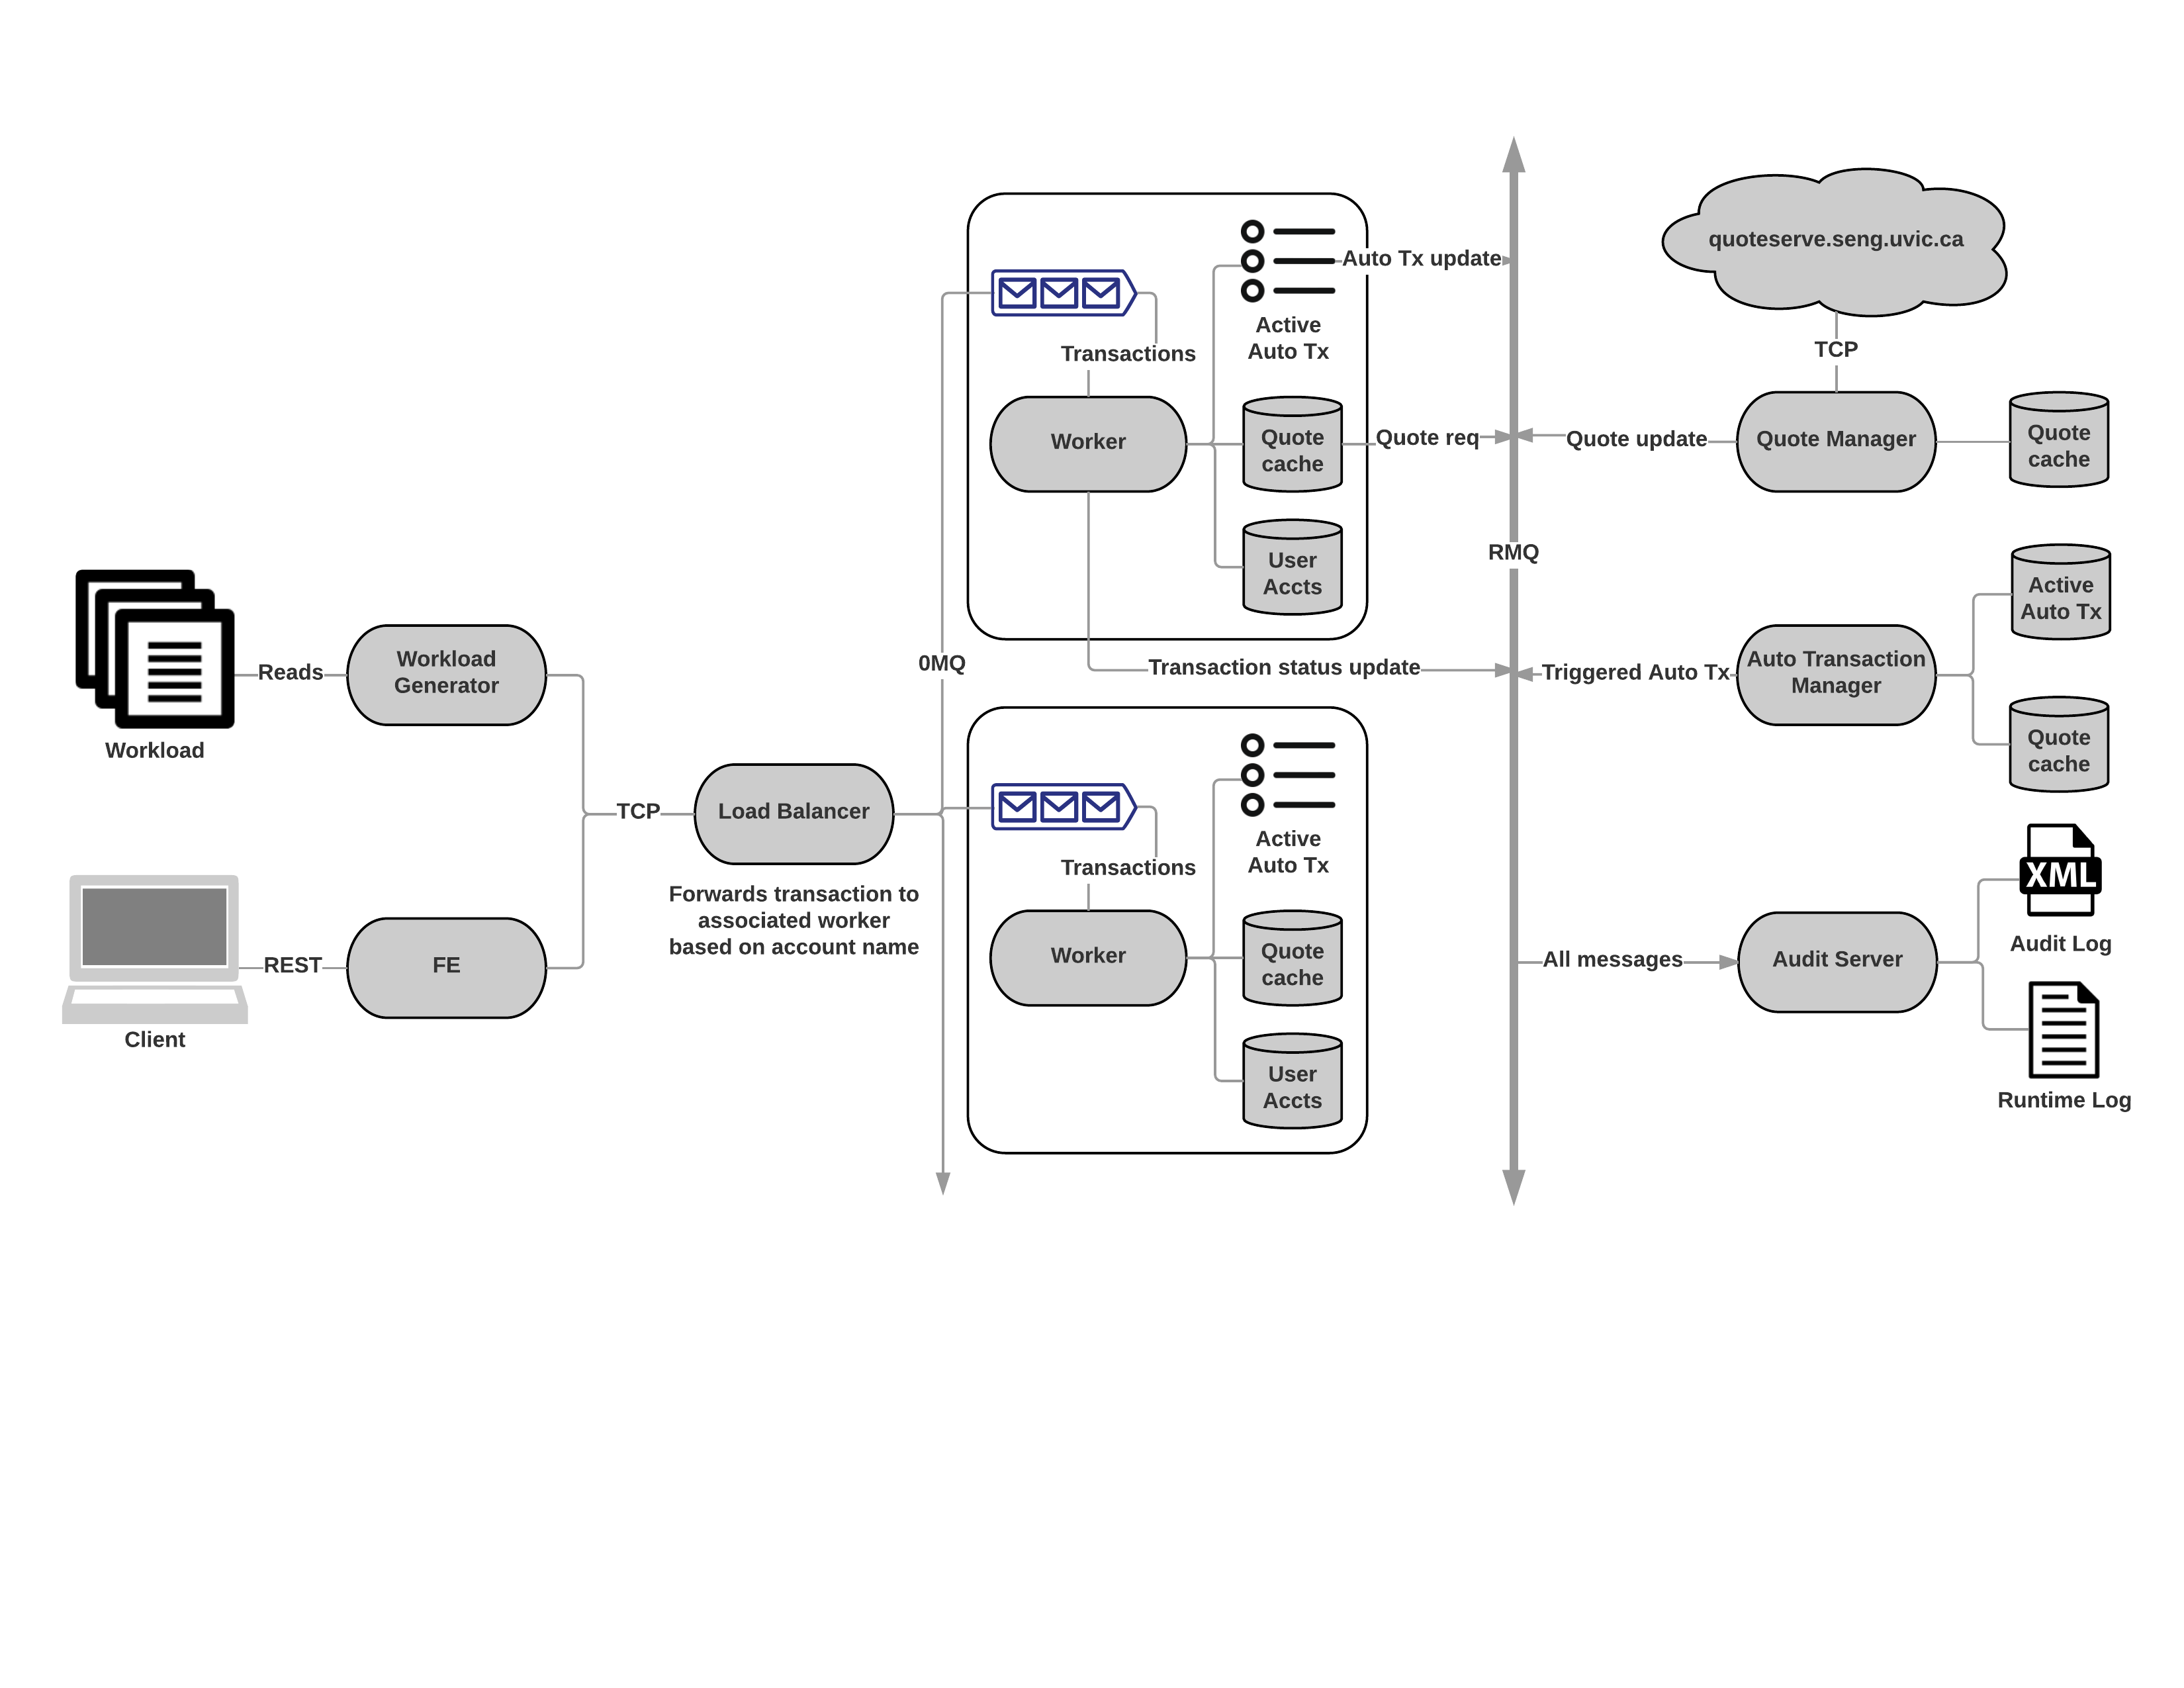 Workload
Reads
Workload
Generator
Client
REST
FE
TCP
Load Balancer
Forwards transaction to
associated worker
based on account name
0MQ
Transactions
Worker
Active
Auto Tx
Quote
cache
User
Accts
Auto Tx update
Quote req
Transaction status update
Transactions
Worker
Active
Auto Tx
Quote
cache
User
Accts
RMQ
quoteserve.seng.uvic.ca
TCP
Quote update
Quote Manager
Quote
cache
Triggered Auto Tx
Auto Transaction
Manager
Active
Auto Tx
Quote
cache
All messages
Audit Server
XML
Audit Log
Runtime Log